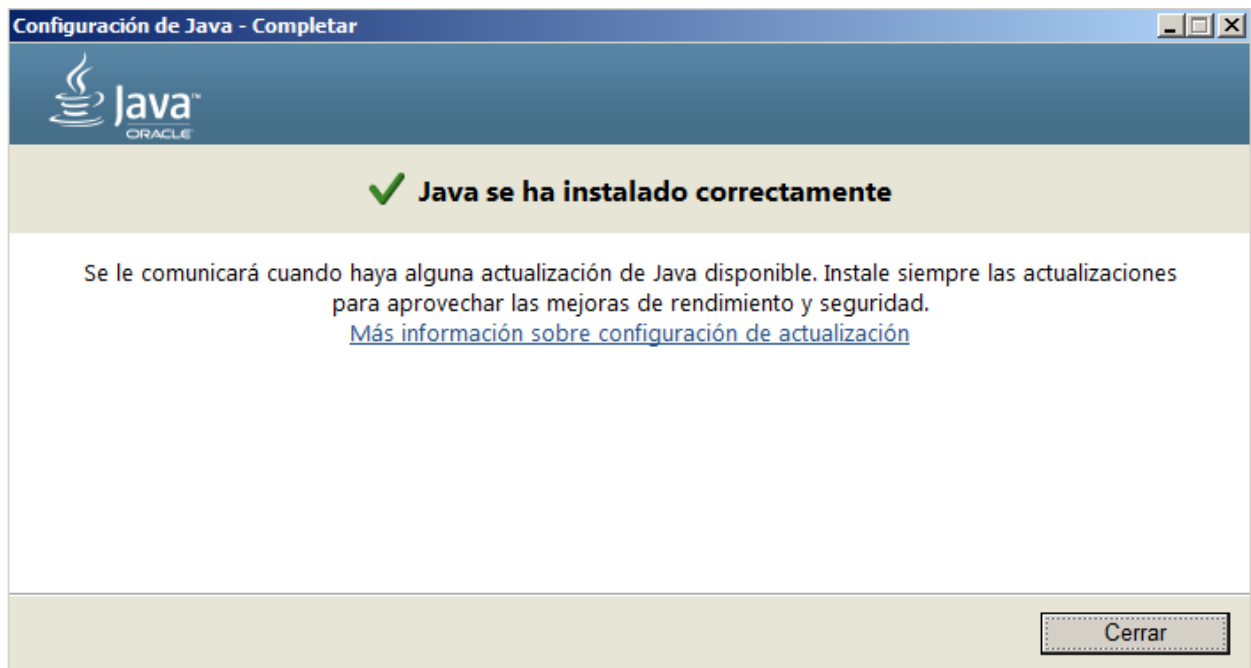 Configuración de Java - Completar
Java™
ORACLE
Java se ha instalado correctamente
Se le comunicará cuando haya alguna actualización de Java disponible. Instale siempre las actualizaciones
para aprovechar las mejoras de rendimiento y seguridad.
Más información sobre configuración de actualización
Cerrar